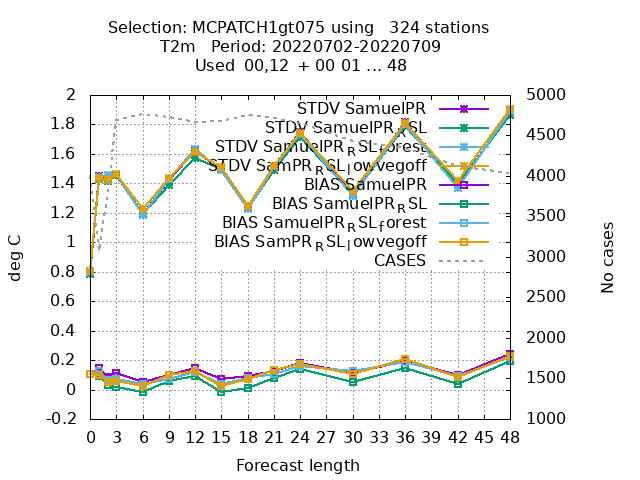 Selection: MCPATCH1gt075 using 324 stations
T2m Period: 20220702-20220709
Used 00,12 + 00 01 ... 48
deg C
No cases
2
1.8
1.6
1.4
1.2
1
0.8
0.6
0.4
0.2
0
-0.2
5000
4500
4000
3500
3000
2500
2000
1500
1000
STDV SamuelPR
STDV SamuelPR_RSL
STDV SamuelPR_RSL_forest
STDV SamPR_RSL_lowvegoff
BIAS SamuelPR
BIAS SamuelPR_RSL
BIAS SamuelPR_RSL_forest
BIAS SamPR_RSL_lowvegoff
CASES
0 3 6 9 12 15 18 21 24 27 30 33 36 39 42 45 48
Forecast length